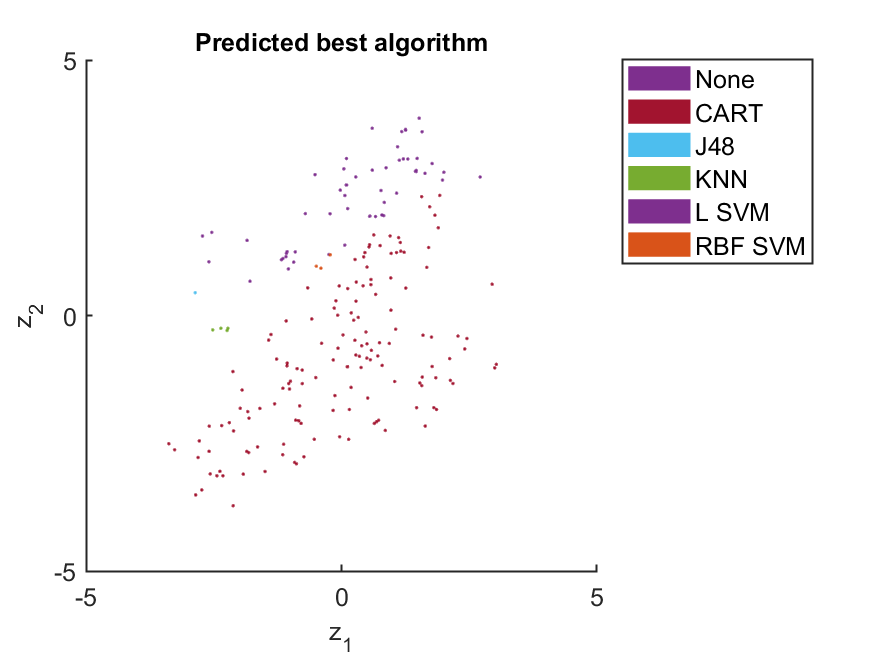 Predicted best algorithm
5
0
-5
-5
0
5
z2
z1
None
CART
J48
KNN
L SVM
RBF SVM